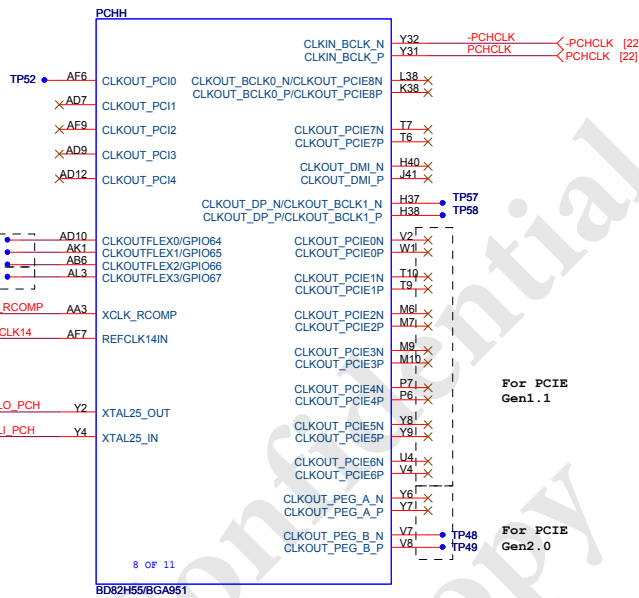 PCHH
CLKIN_BCLK_N Y32 -PCHCLK -PCHCLK [22
CLKIN_BCLK_P Y31 PCHCLK PCHCLK [22]
TP52 AF6 CLKOUT_PCI0 CLKOUT_BCLK0_N/CLKOUT_PCIE8N L38
CLKOUT_BCLK0_P/CLKOUT_PCIE8P K38
AD7 CLKOUT_PCI1
AF9 CLKOUT_PCI2 CLKOUT_PCIE7N T7
CLKOUT_PCIE7P T6
AD9 CLKOUT_PCI3
CLKOUT_DMI_N H40
AD12 CLKOUT_PCI4 CLKOUT_DMI_P J41
CLKOUT_DP_N/CLKOUT_BCLK1_N H37 TP57
CLKOUT_DP_P/CLKOUT_BCLK1_P H38 TP58
AD10 CLKOUTFLEX0/GPIO64 CLKOUT_PCIE0N V2
AK1 CLKOUTFLEX1/GPIO65 CLKOUT_PCIE0P W1
AB6 CLKOUTFLEX2/GPIO66
AL3 CLKOUTFLEX3/GPIO67 CLKOUT_PCIE1N T10
CLKOUT_PCIE1P T9
_RCOMP AA3 XCLK_RCOMP CLKOUT_PCIE2N M6
CLKOUT_PCIE2P M7
CLK14 AF7 REFCLK14IN
CLKOUT_PCIE3N M9
CLKOUT_PCIE3P M10
CLKOUT_PCIE4N P7 For PCIE
CLKOUT_PCIE4P P6 Gen1.1
LO_PCH Y2 XTAL25_OUT
CLKOUT_PCIE5N Y8
LI_PCH Y4 XTAL25_IN CLKOUT_PCIE5P Y9
CLKOUT_PCIE6N U4
CLKOUT_PCIE6P V4
CLKOUT_PEG_A_N Y6
CLKOUT_PEG_A_P Y7
CLKOUT_PEG_B_N V7 TP48 For PCIE
CLKOUT_PEG_B_P V8 TP49 Gen2.0
8 OF 11
BD82H55/BGA951
Confidential
Copy